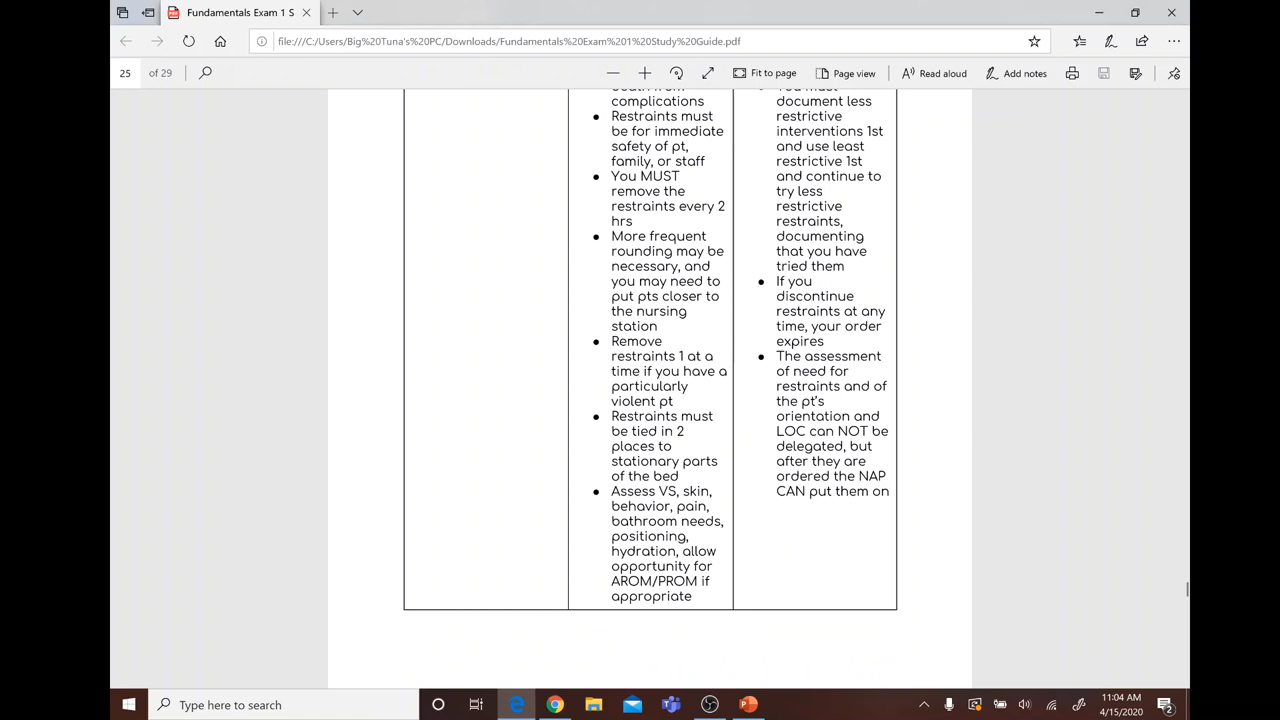 Fundamentals Exam 1 S
file:///C:/Users/Big%20Tuna's%20PC/Downloads/Fundamentals%20Exam%201%20Study%20Guide.pdf
25 of 29
Fit to page
Page view
Read aloud
Add notes
complications
● Restraints must
be for immediate
safety of pt,
family, or staff
● You MUST
remove the
restraints every 2
hrs
● More frequent
rounding may be
necessary, and
you may need to
put pts closer to
the nursing
station
● Remove
restraints 1 at a
time if you have a
particularly
violent pt
● Restraints must
be tied in 2
places to
stationary parts
of the bed
● Assess VS, skin,
behavior, pain,
bathroom needs,
positioning,
hydration, allow
opportunity for
AROM/PROM if
appropriate
● You must
document less
restrictive
interventions 1st
and use least
restrictive 1st
and continue to
try less
restrictive
restraints,
documenting
that you have
tried them
● If you
discontinue
restraints at any
time, your order
expires
● The assessment
of need for
restraints and of
the pt's
orientation and
LOC can NOT be
delegated, but
after they are
ordered the NAP
CAN put them on
Type here to search
11:04 AM
4/15/2020
2